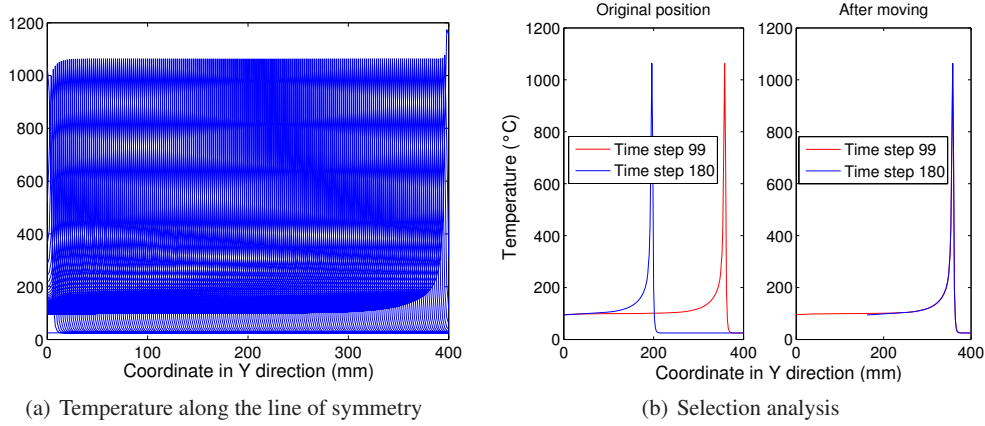 1200
1000
800
600
400
200
0
0 100 200 300 400
Coordinate in Y direction (mm)
(a) Temperature along the line of symmetry
Original position
After moving
Temperature (°C)
1200
1000
800
600
400
200
0
Time step 99
Time step 180
0 200 400
1200
1000
800
600
400
200
0
Time step 99
Time step 180
0 200 400
Coordinate in Y direction (mm)
(b) Selection analysis